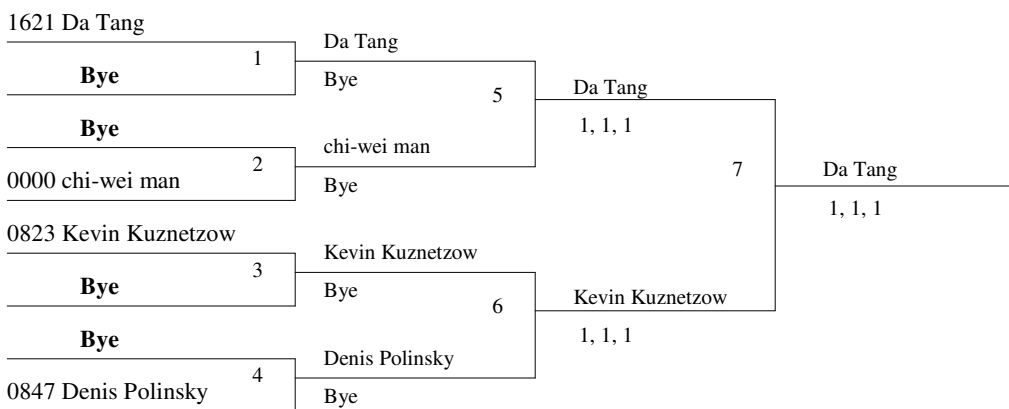 1621 Da Tang
1
Bye
Da Tang
Bye
Bye
2
0000 chi-wei man
chi-wei man
Bye
5
Da Tang
1, 1, 1
0823 Kevin Kuznetzow
3
Bye
Kevin Kuznetzow
Bye
Bye
4
0847 Denis Polinsky
Denis Polinsky
Bye
6
Kevin Kuznetzow
1, 1, 1
7
Da Tang
1, 1, 1